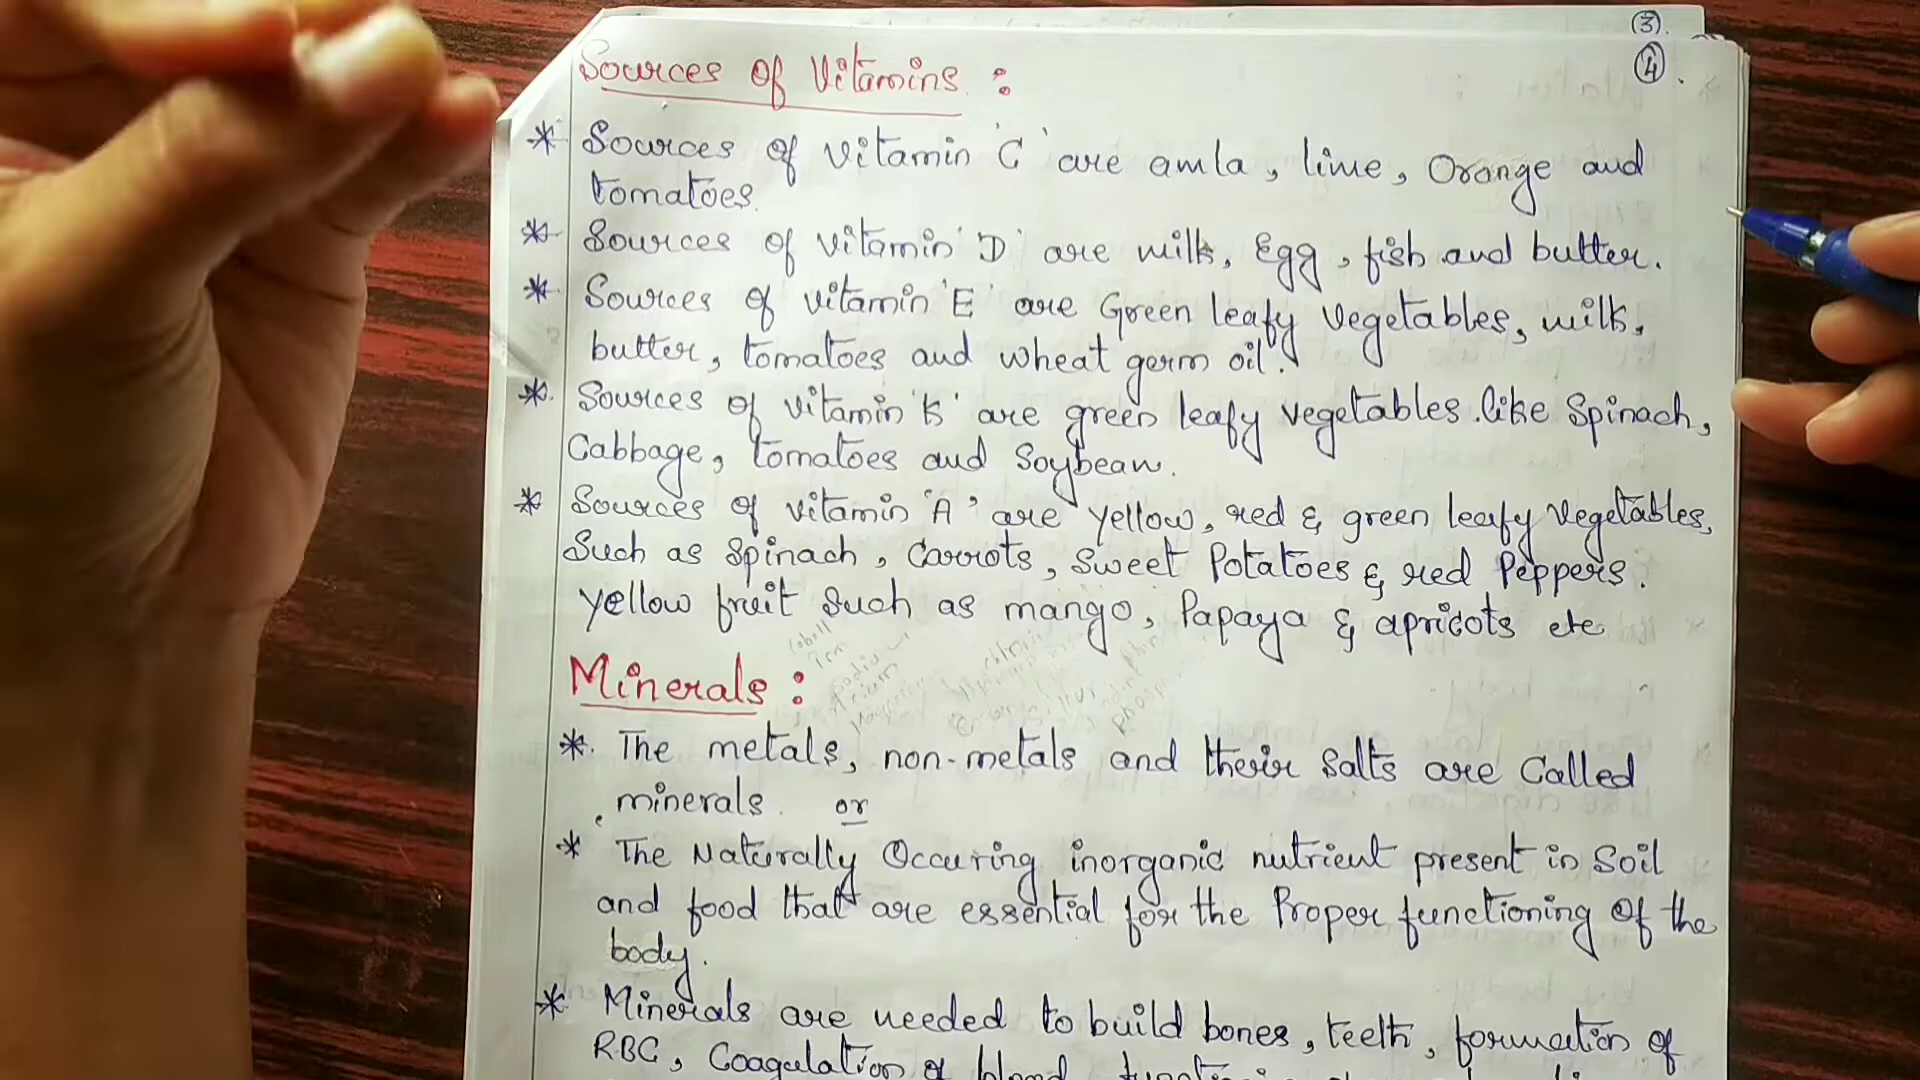 (3).
(4).
Sources of Vitamins :
* Sources of vitamin 'C' are amla, lime, Orange and
tomatoes.
* Sources of vitamin 'D' are milk, Egg, fish and butter.
* Sources of vitamin 'E' are Green leafy vegetables, milk,
butter, tomatoes and wheat germ oil.
* Sources of vitamin 'K' are green leafy vegetables like Spinach,
Cabbage, tomatoes and Soybean.
* Sources of vitamin 'A' are yellow, red & green leafy vegetables,
Such as Spinach, Carrots, Sweet Potatoes & red Peppers.
Yellow fruit Such as mango, Papaya & apricots etc
Minerals :
*. The metals, non-metals and their Salts are Called
minerals. or
* The Naturally Occuring inorganic nutrient present in Soil
and food that are essential for the Proper functioning of the
body.
* Minerals are needed to build bones, teeth, formation of
RBC, Coagulation of blood,